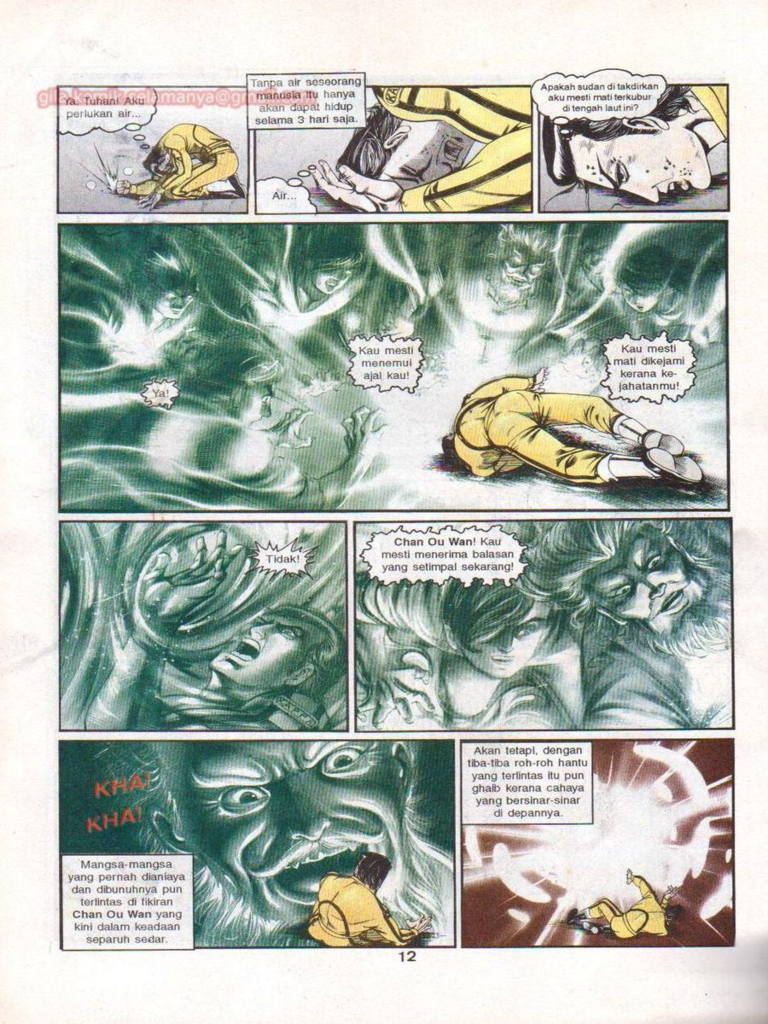 Ya. Tuhan! Aku
perlukan air...
Tanpa air seseorang
manusia itu hanya
akan dapat hidup
selama 3 hari saja.
Air...
Apakah sudan di takdirkan
aku mesti mati terkubur
di tengah laut ini?
Ya!
Kau mesti
menemui
ajal kau!
Kau mesti
mati dikejami
kerana ke-
jahatanmu!
Tidak!
Chan Ou Wan! Kau
mesti menerima balasan
yang setimpal sekarang!
KHA!
KHA!
Mangsa-mangsa
yang pernah dianiaya
dan dibunuhnya pun
terlintas di fikiran
Chan Ou Wan yang
kini dalam keadaan
separuh sedar.
Akan tetapi, dengan
tiba-tiba roh-roh hantu
yang terlintas itu pun
ghaib kerana cahaya
yang bersinar-sinar
di depannya.
12